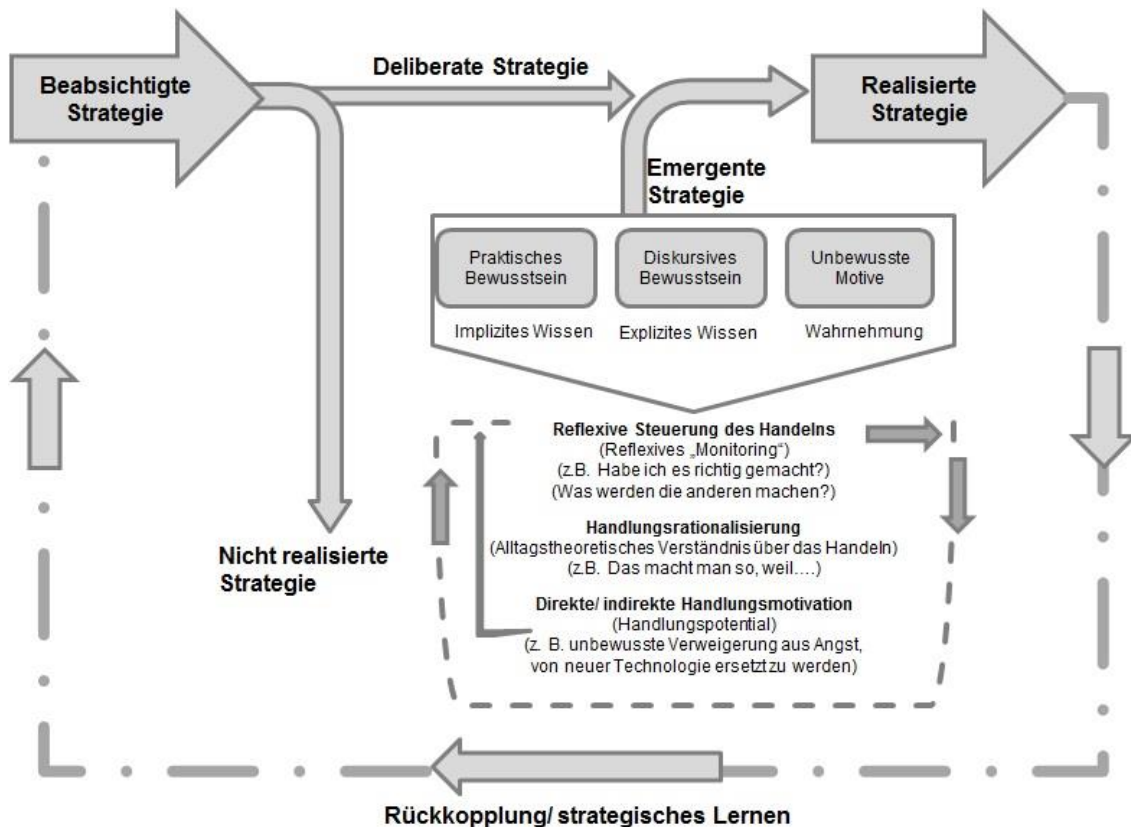 Beabsichtigte
Strategie
Deliberate Strategie
Realisierte
Strategie
Emergente
Strategie
Praktisches
Bewusstsein
Diskursives
Bewusstsein
Unbewusste
Motive
Implizites Wissen
Explizites Wissen
Wahrnehmung
Reflexive Steuerung des Handelns
(Reflexives „Monitoring“)
(z.B. Habe ich es richtig gemacht?)
(Was werden die anderen machen?)
Handlungsrationalisierung
(Alltagstheoretisches Verständnis über das Handeln)
(z.B. Das macht man so, weil....)
Direkte/ indirekte Handlungsmotivation
(Handlungspotential)
(z. B. unbewusste Verweigerung aus Angst,
von neuer Technologie ersetzt zu werden)
Nicht realisierte
Strategie
Rückkopplung/ strategisches Lernen